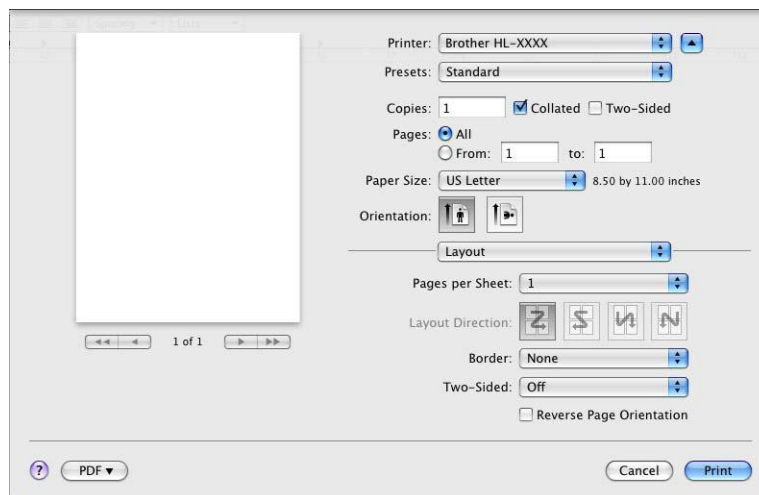 Printer: Brother HL-XXXX
Presets: Standard
Copies: 1 Collated Two-Sided
Pages: All
From: 1 to: 1
Paper Size: US Letter 8.50 by 11.00 inches
Orientation:
Layout
Pages per Sheet: 1
Layout Direction:
1 of 1
Border: None
Two-Sided: Off
Reverse Page Orientation
? PDF Cancel Print